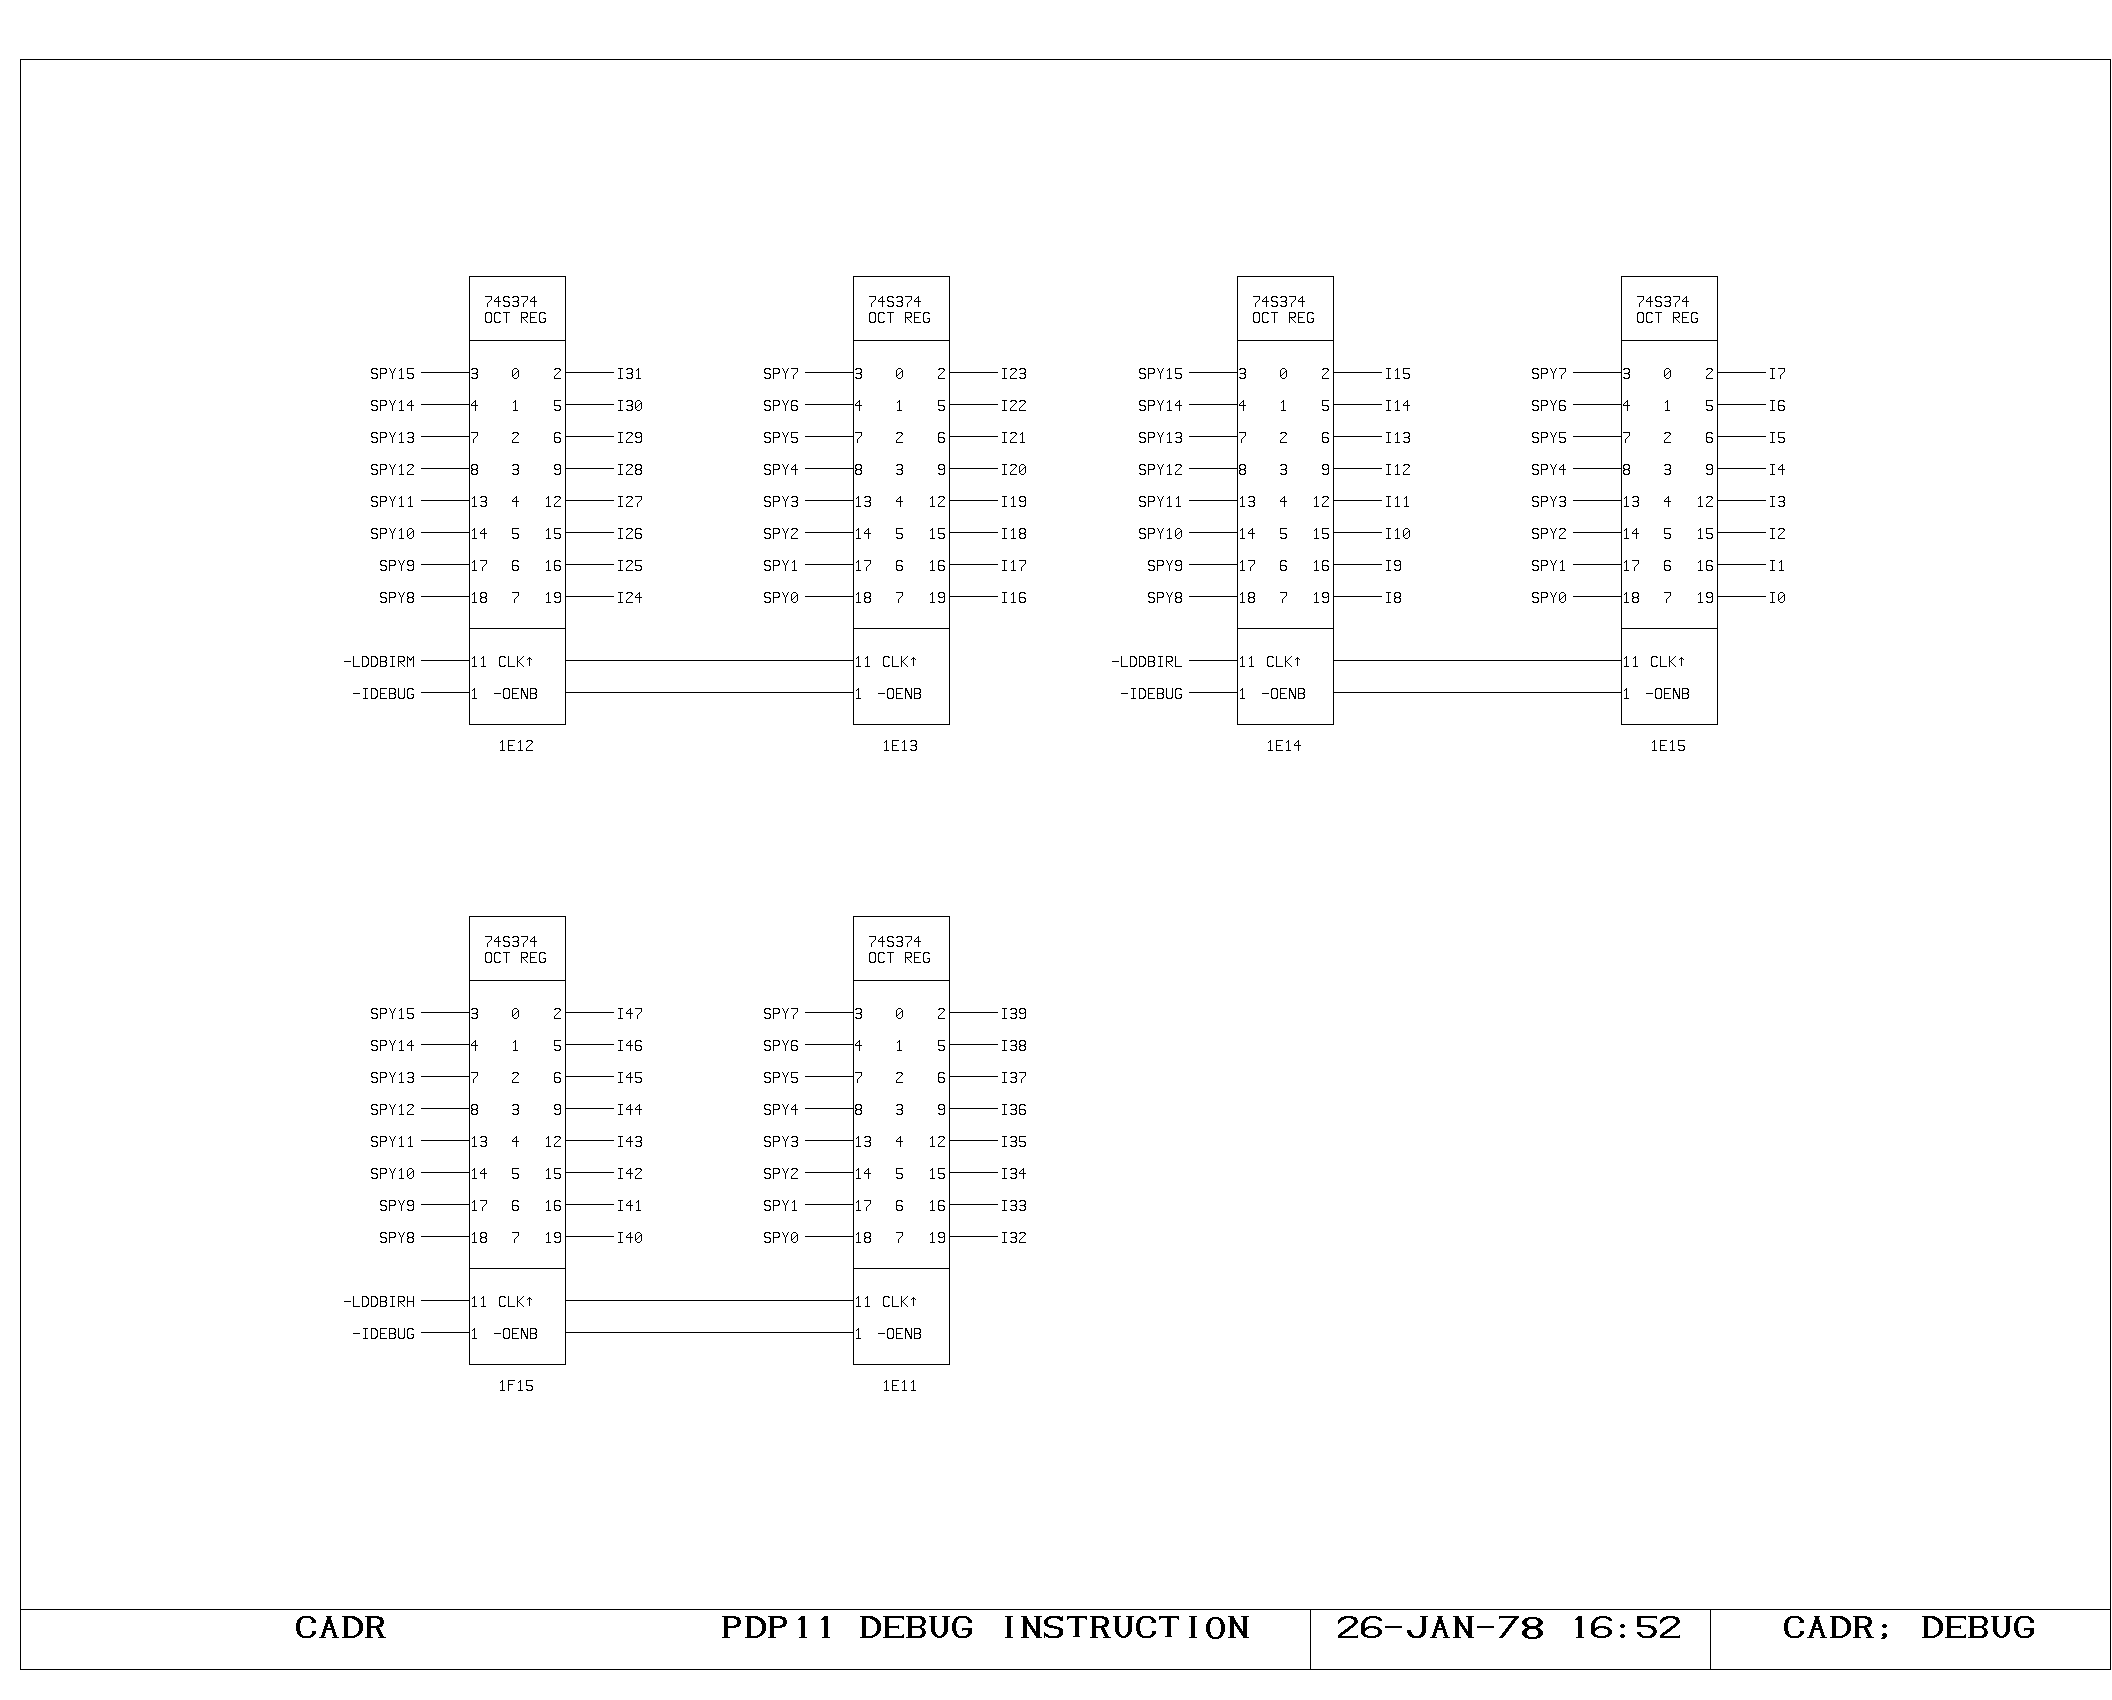 74S374 74S374 74S374 74S374
OCT REG OCT REG OCT REG OCT REG
SPY15 3 0 2 I31 SPY7 3 0 2 I23 SPY15 3 0 2 I15 SPY7 3 0 2 I7
SPY14 4 1 5 I30 SPY6 4 1 5 I22 SPY14 4 1 5 I14 SPY6 4 1 5 I6
SPY13 7 2 6 I29 SPY5 7 2 6 I21 SPY13 7 2 6 I13 SPY5 7 2 6 I5
SPY12 8 3 9 I28 SPY4 8 3 9 I20 SPY12 8 3 9 I12 SPY4 8 3 9 I4
SPY11 13 4 12 I27 SPY3 13 4 12 I19 SPY11 13 4 12 I11 SPY3 13 4 12 I3
SPY10 14 5 15 I26 SPY2 14 5 15 I18 SPY10 14 5 15 I10 SPY2 14 5 15 I2
SPY9 17 6 16 I25 SPY1 17 6 16 I17 SPY9 17 6 16 I9 SPY1 17 6 16 I1
SPY8 18 7 19 I24 SPY0 18 7 19 I16 SPY8 18 7 19 I8 SPY0 18 7 19 I0
-LDDBIRM 11 CLK↑ 11 CLK↑ -LDDBIRL 11 CLK↑ 11 CLK↑
-IDEBUG 1 -OENB 1 -OENB -IDEBUG 1 -OENB 1 -OENB
1E12 1E13 1E14 1E15
74S374 74S374
OCT REG OCT REG
SPY15 3 0 2 I47 SPY7 3 0 2 I39
SPY14 4 1 5 I46 SPY6 4 1 5 I38
SPY13 7 2 6 I45 SPY5 7 2 6 I37
SPY12 8 3 9 I44 SPY4 8 3 9 I36
SPY11 13 4 12 I43 SPY3 13 4 12 I35
SPY10 14 5 15 I42 SPY2 14 5 15 I34
SPY9 17 6 16 I41 SPY1 17 6 16 I33
SPY8 18 7 19 I40 SPY0 18 7 19 I32
-LDDBIRH 11 CLK↑ 11 CLK↑
-IDEBUG 1 -OENB 1 -OENB
1F15 1E11
CADR PDP11 DEBUG INSTRUCTION 26-JAN-78 16:52 CADR; DEBUG